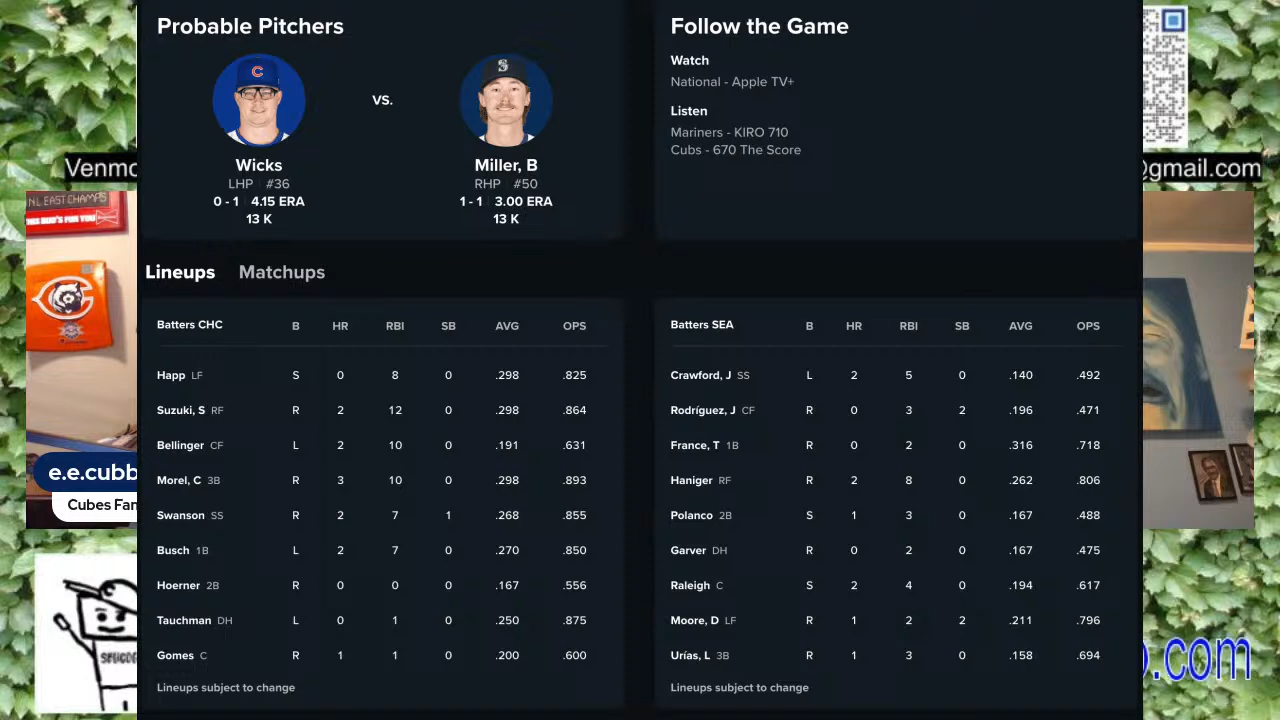 Probable Pitchers
Wicks
LHP #36
0 - 1 4.15 ERA
13 K
VS.
Miller, B
RHP #50
1 - 1 3.00 ERA
13 K
Follow the Game
Watch
National - Apple TV+
Listen
Mariners - KIRO 710
Cubs - 670 The Score
Lineups Matchups
Batters CHC B HR RBI SB AVG OPS
Happ LF S 0 8 0 .298 .825
Suzuki, S RF R 2 12 0 .298 .864
Bellinger CF L 2 10 0 .191 .631
Morel, C 3B R 3 10 0 .298 .893
Swanson SS R 2 7 1 .268 .855
Busch 1B L 2 7 0 .270 .850
Hoerner 2B R 0 0 0 .167 .556
Tauchman DH L 0 1 0 .250 .875
Gomes C R 1 1 0 .200 .600
Lineups subject to change
Batters SEA B HR RBI SB AVG OPS
Crawford, J SS L 2 5 0 .140 .492
Rodríguez, J CF R 0 3 2 .196 .471
France, T 1B R 0 2 0 .316 .718
Haniger RF R 2 8 0 .262 .806
Polanco 2B S 1 3 0 .167 .488
Garver DH R 0 2 0 .167 .475
Raleigh C S 2 4 0 .194 .617
Moore, D LF R 1 2 2 .211 .796
Urías, L 3B R 1 3 0 .158 .694
Lineups subject to change
Venmo
@gmail.com
NL EAST CHAMPS
THIS BUD'S FOR YOU
e.e.cubb
Cubes Fan
.com